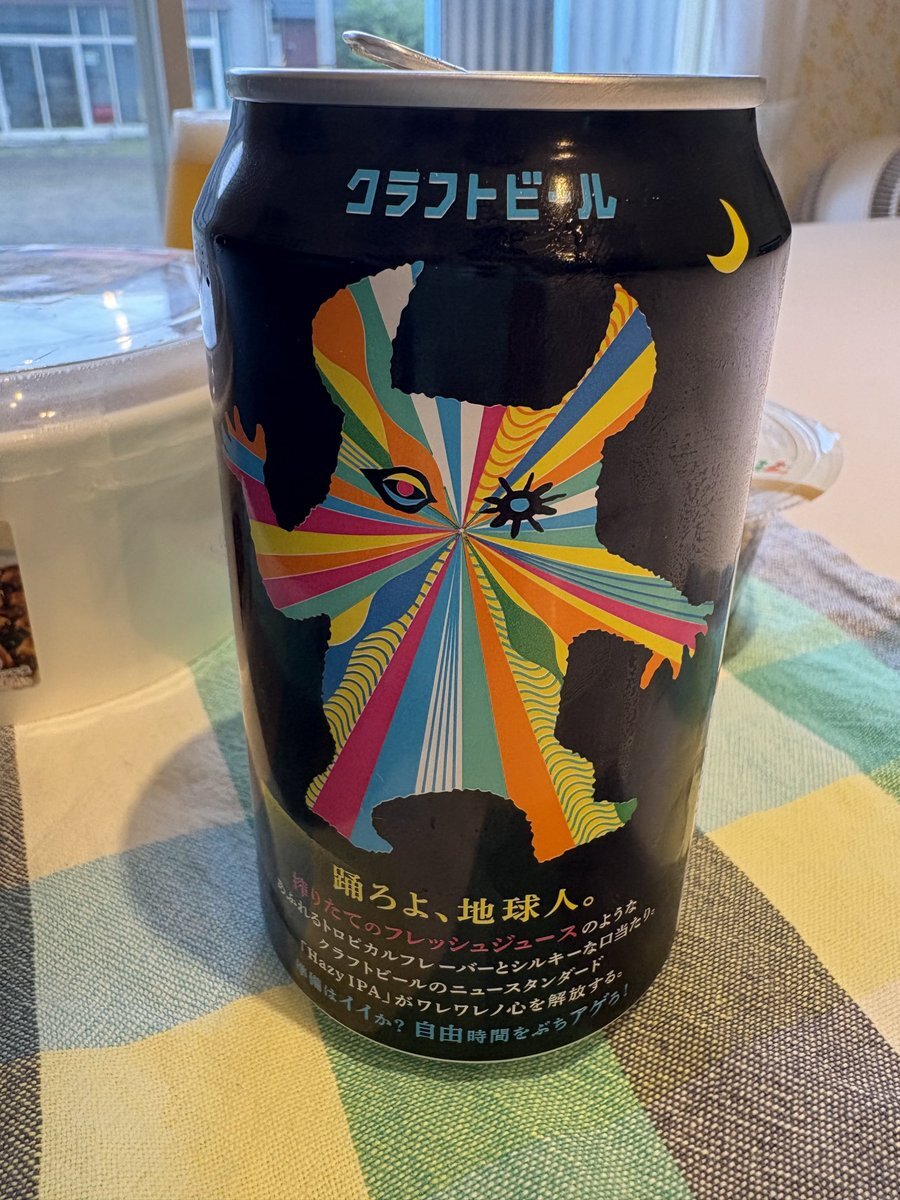 クラフトビール
踊ろよ、地球人。
搾りたてのフレッシュジュースのような
あふれるトロピカルフレーバーとシルキーな口当たり。
クラフトビールのニュースタンダード
「Hazy IPA」がワレワレノ心を解放する。
準備はイイか?自由時間をぶちアゲろ!